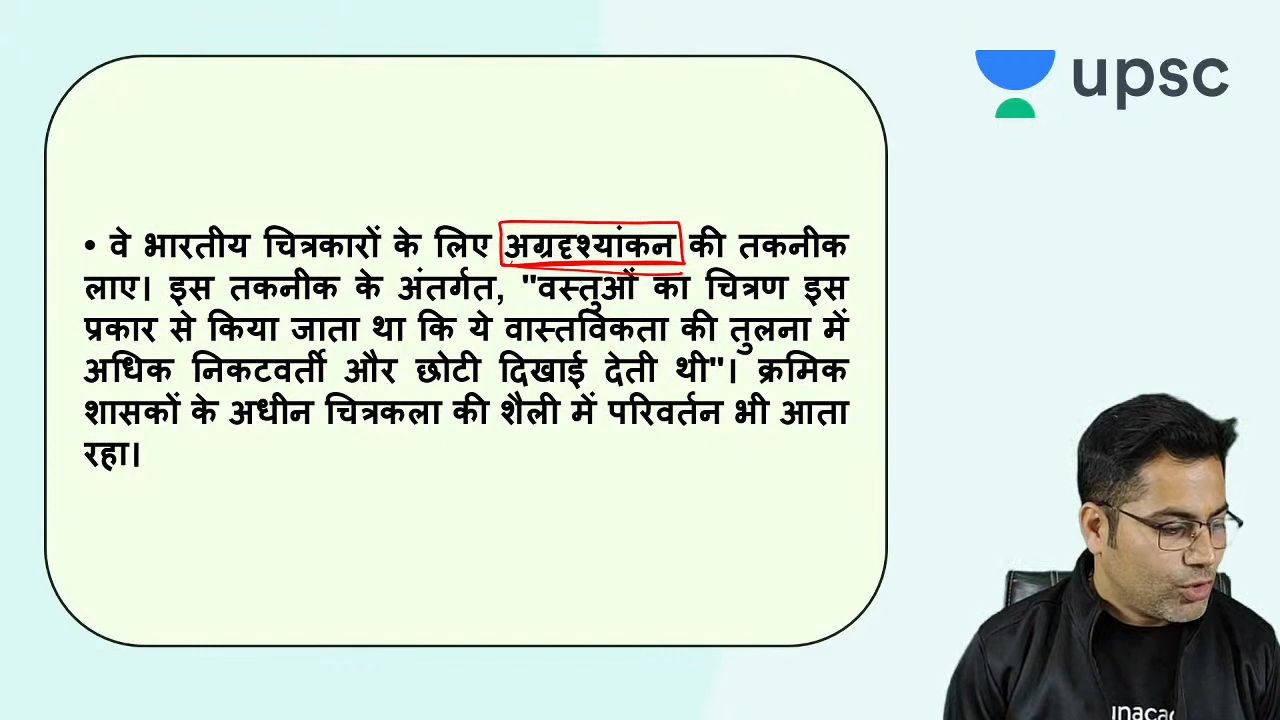 upsc
• वे भारतीय चित्रकारों के लिए अग्रदृश्यांकन की तकनीक
लाए। इस तकनीक के अंतर्गत, "वस्तुओं का चित्रण इस
प्रकार से किया जाता था कि ये वास्तविकता की तुलना में
अधिक निकटवर्ती और छोटी दिखाई देती थी"। क्रमिक
शासकों के अधीन चित्रकला की शैली में परिवर्तन भी आता
रहा।